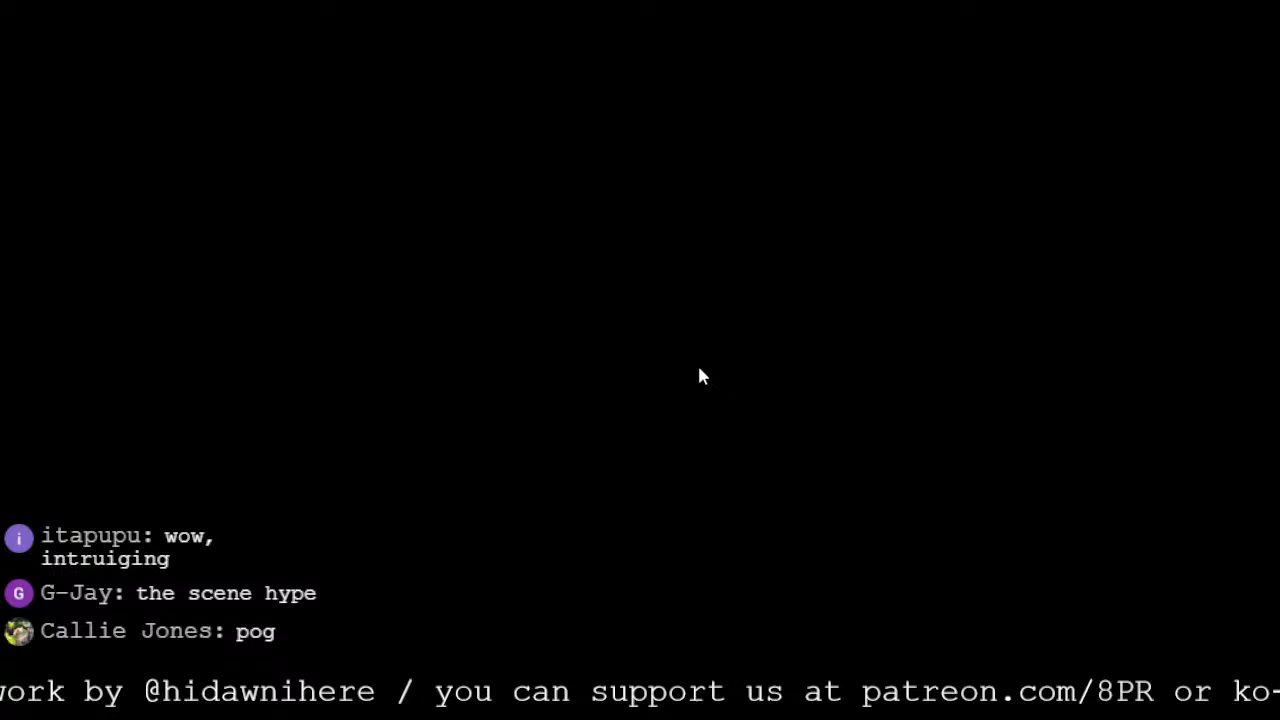 i itapupu: wow,
intruiging
G G-Jay: the scene hype
Callie Jones: pog
work by @hidawnihere / you can support us at patreon.com/8PR or ko-